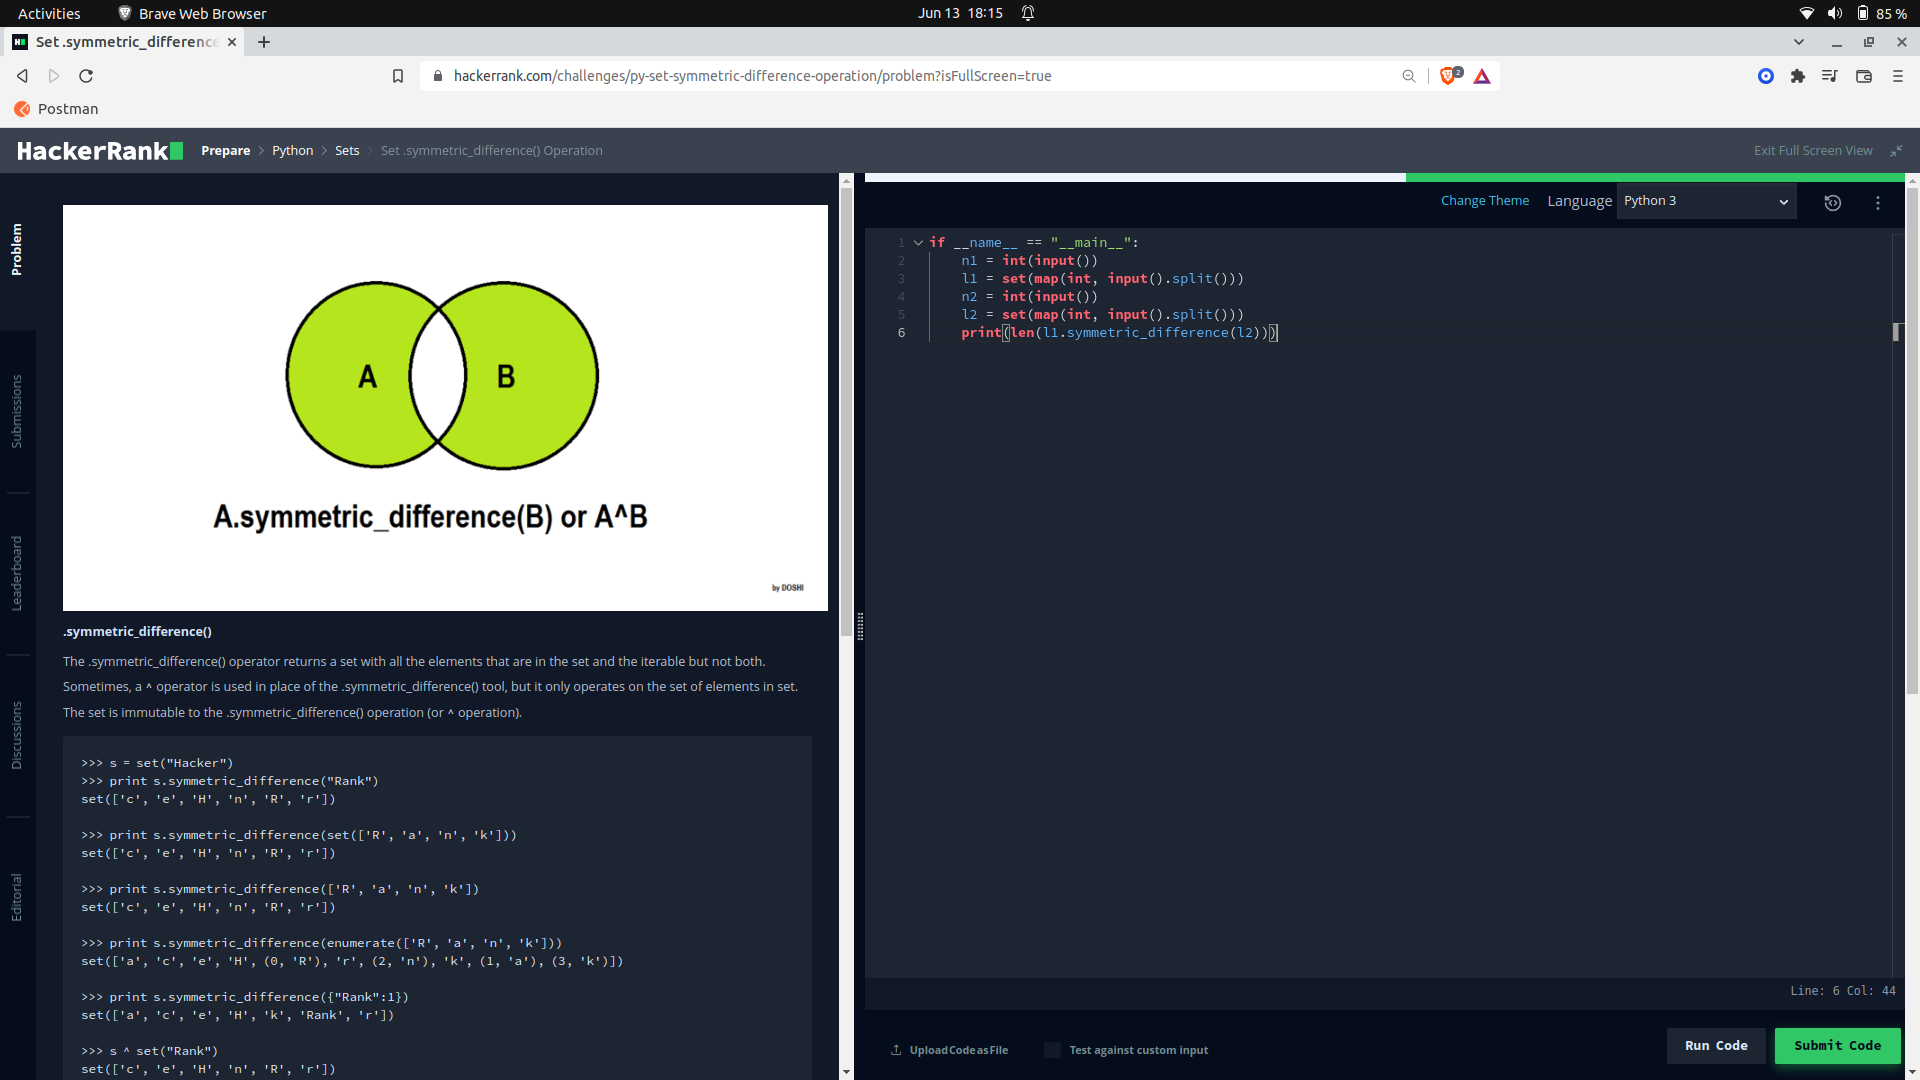 Activities Brave Web Browser Jun 13 18:15 85 %
Set .symmetric_difference
hackerrank.com/challenges/py-set-symmetric-difference-operation/problem?isFullScreen=true 2
Postman
HackerRank Prepare > Python > Sets > Set .symmetric_difference() Operation Exit Full Screen View
Problem
Submissions
Leaderboard
Discussions
Editorial
A B
A.symmetric_difference(B) or A^B
by DOSHI
.symmetric_difference()
The .symmetric_difference() operator returns a set with all the elements that are in the set and the iterable but not both.
Sometimes, a ^ operator is used in place of the .symmetric_difference() tool, but it only operates on the set of elements in set.
The set is immutable to the .symmetric_difference() operation (or ^ operation).
>>> s = set("Hacker")
>>> print s.symmetric_difference("Rank")
set(['c', 'e', 'H', 'n', 'R', 'r'])
>>> print s.symmetric_difference(set(['R', 'a', 'n', 'k']))
set(['c', 'e', 'H', 'n', 'R', 'r'])
>>> print s.symmetric_difference(['R', 'a', 'n', 'k'])
set(['c', 'e', 'H', 'n', 'R', 'r'])
>>> print s.symmetric_difference(enumerate(['R', 'a', 'n', 'k']))
set(['a', 'c', 'e', 'H', (0, 'R'), 'r', (2, 'n'), 'k', (1, 'a'), (3, 'k')])
>>> print s.symmetric_difference({"Rank":1})
set(['a', 'c', 'e', 'H', 'k', 'Rank', 'r'])
>>> s ^ set("Rank")
set(['c', 'e', 'H', 'n', 'R', 'r'])
Change Theme Language Python 3
1 if __name__ == "__main__":
2 n1 = int(input())
3 l1 = set(map(int, input().split()))
4 n2 = int(input())
5 l2 = set(map(int, input().split()))
6 print(len(l1.symmetric_difference(l2)))
Line: 6 Col: 44
Upload Code as File Test against custom input Run Code Submit Code